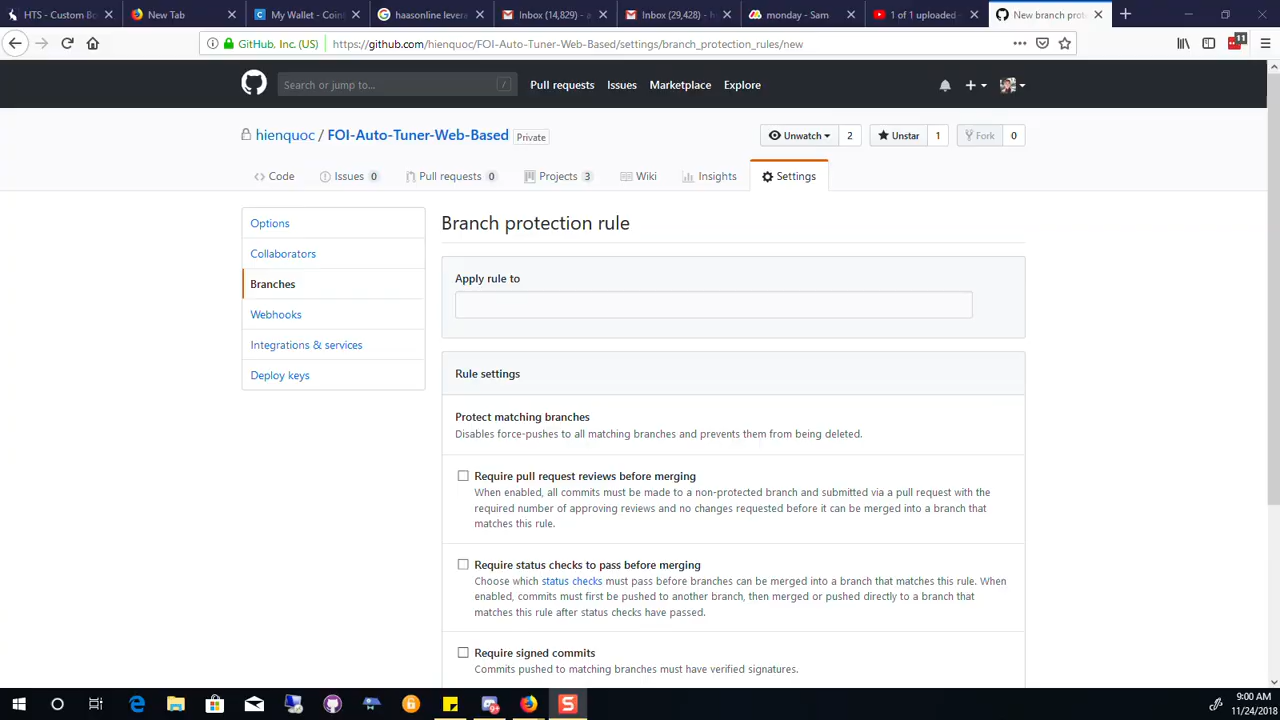 HTS - Custom Bo
New Tab
My Wallet - Coin
haasonline levera
Inbox (14,829) - a
Inbox (29,428) - h
monday - Sam
1 of 1 uploaded -
New branch prot
GitHub, Inc. (US)
https://github.com/hienquoc/FOI-Auto-Tuner-Web-Based/settings/branch_protection_rules/new
11
Search or jump to...
/
Pull requests
Issues
Marketplace
Explore
hienquoc / FOI-Auto-Tuner-Web-Based Private
Unwatch 2
Unstar 1
Fork 0
Code
Issues 0
Pull requests 0
Projects 3
Wiki
Insights
Settings
Options
Collaborators
Branches
Webhooks
Integrations & services
Deploy keys
Branch protection rule
Apply rule to
Rule settings
Protect matching branches
Disables force-pushes to all matching branches and prevents them from being deleted.
Require pull request reviews before merging
When enabled, all commits must be made to a non-protected branch and submitted via a pull request with the
required number of approving reviews and no changes requested before it can be merged into a branch that
matches this rule.
Require status checks to pass before merging
Choose which status checks must pass before branches can be merged into a branch that matches this rule. When
enabled, commits must first be pushed to another branch, then merged or pushed directly to a branch that
matches this rule after status checks have passed.
Require signed commits
Commits pushed to matching branches must have verified signatures.
9:00 AM
11/24/2018